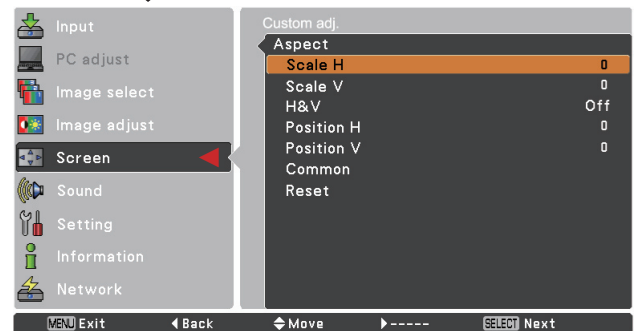 Input
PC adjust
Image select
Image adjust
Screen
Sound
Setting
Information
Network
Custom adj.
Aspect
Scale H 0
Scale V 0
H&V Off
Position H 0
Position V 0
Common
Reset
MENU Exit Back Move ----- SELECT Next